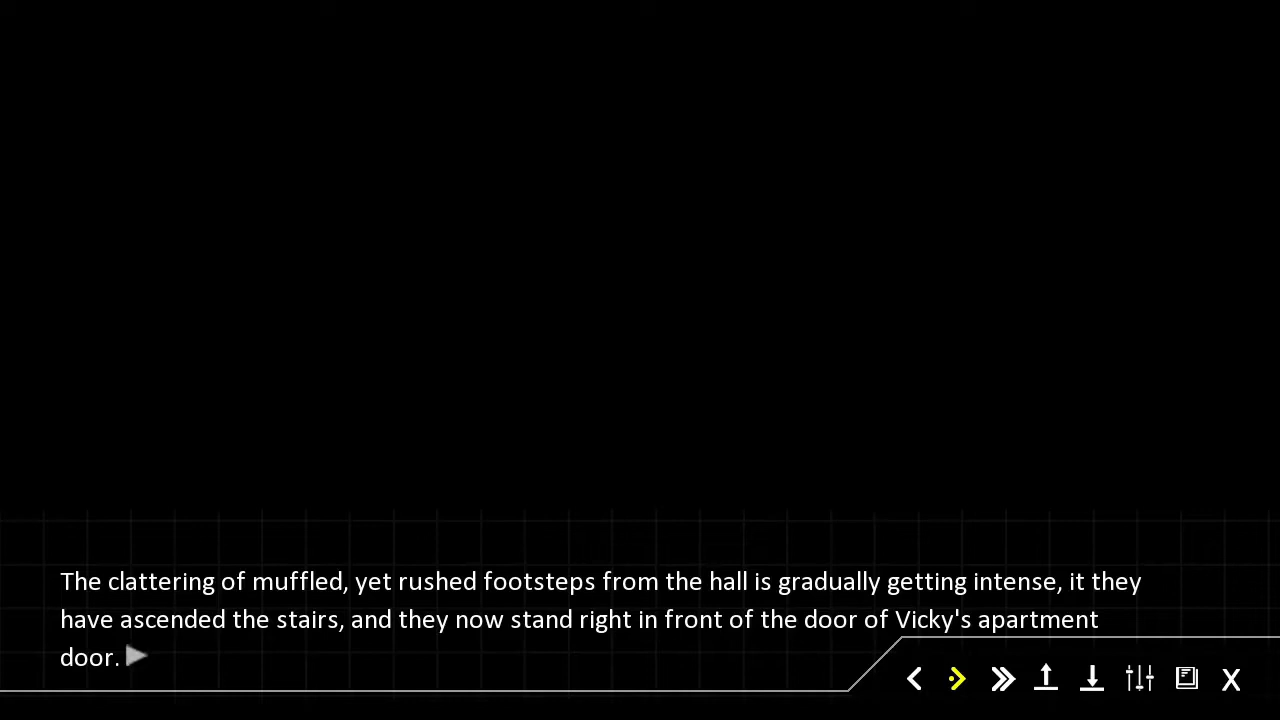 The clattering of muffled, yet rushed footsteps from the hall is gradually getting intense, it they
have ascended the stairs, and they now stand right in front of the door of Vicky's apartment
door.
X